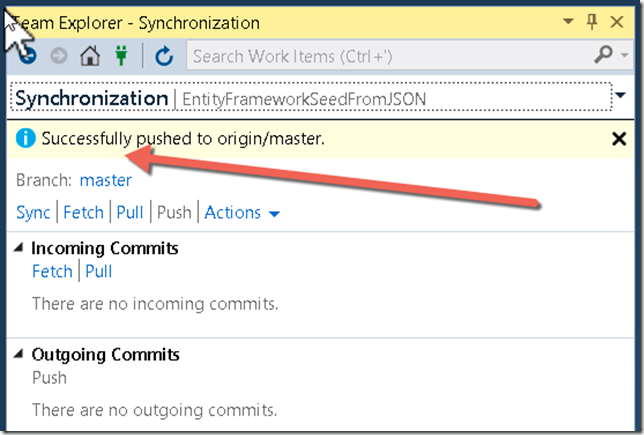 Team Explorer - Synchronization
Search Work Items (Ctrl+')
Synchronization | EntityFrameworkSeedFromJSON
Successfully pushed to origin/master.
Branch: master
Sync | Fetch | Pull | Push | Actions
Incoming Commits
Fetch | Pull
There are no incoming commits.
Outgoing Commits
Push
There are no outgoing commits.